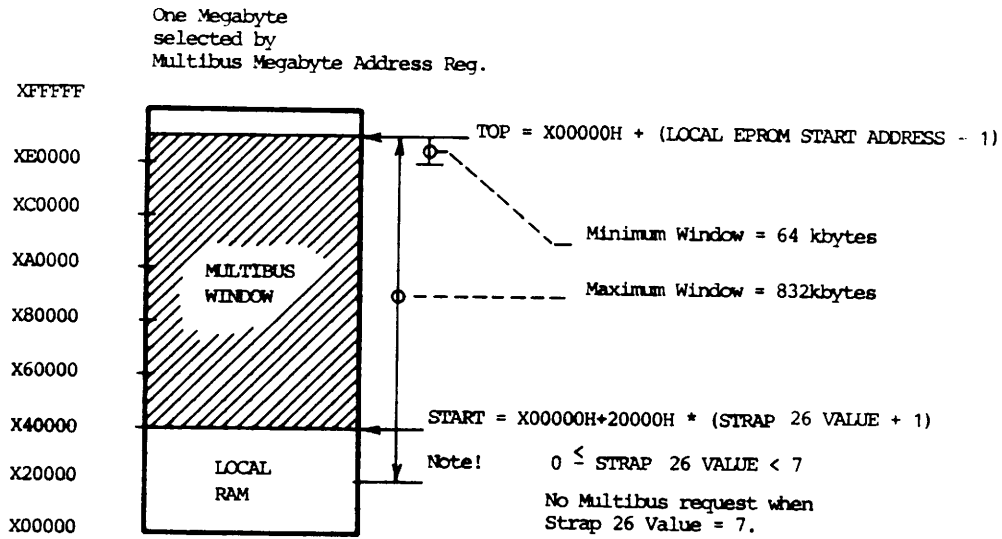 One Megabyte
selected by
Multibus Megabyte Address Reg.
XFFFFF
TOP = X00000H + (LOCAL EPROM START ADDRESS - 1)
XE0000
XC0000
Minimum Window = 64 kbytes
XA0000
MULTIBUS
WINDOW
Maximum Window = 832kbytes
X80000
X60000
START = X00000H+20000H * (STRAP 26 VALUE + 1)
X40000
Note! 0 ≤ STRAP 26 VALUE < 7
LOCAL
RAM
X20000
No Multibus request when
Strap 26 Value = 7.
X00000